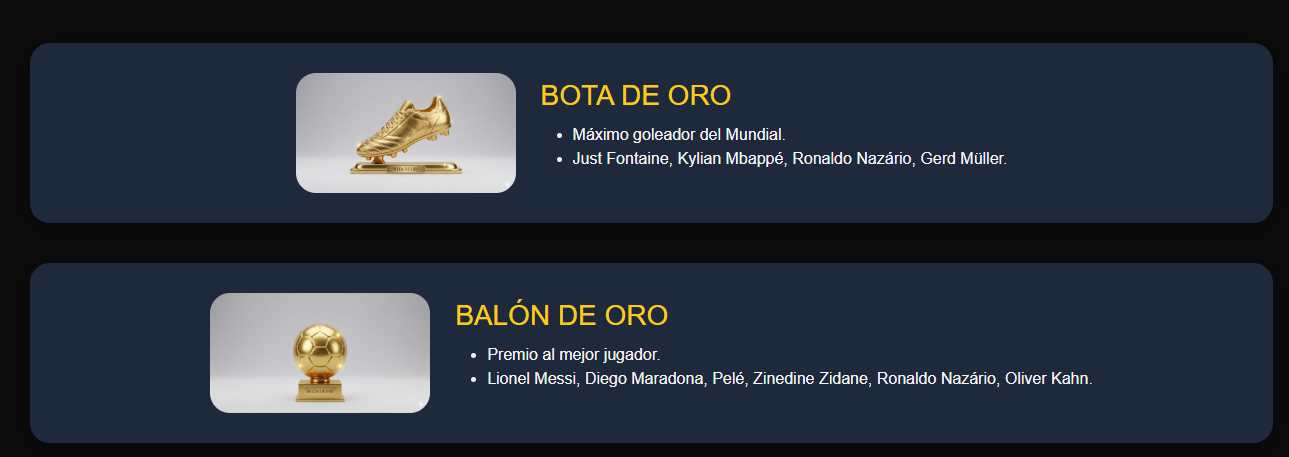 BOTA DE ORO
Máximo goleador del Mundial.
Just Fontaine, Kylian Mbappé, Ronaldo Nazário, Gerd Müller.
BALÓN DE ORO
Premio al mejor jugador.
Lionel Messi, Diego Maradona, Pelé, Zinedine Zidane, Ronaldo Nazário, Oliver Kahn.